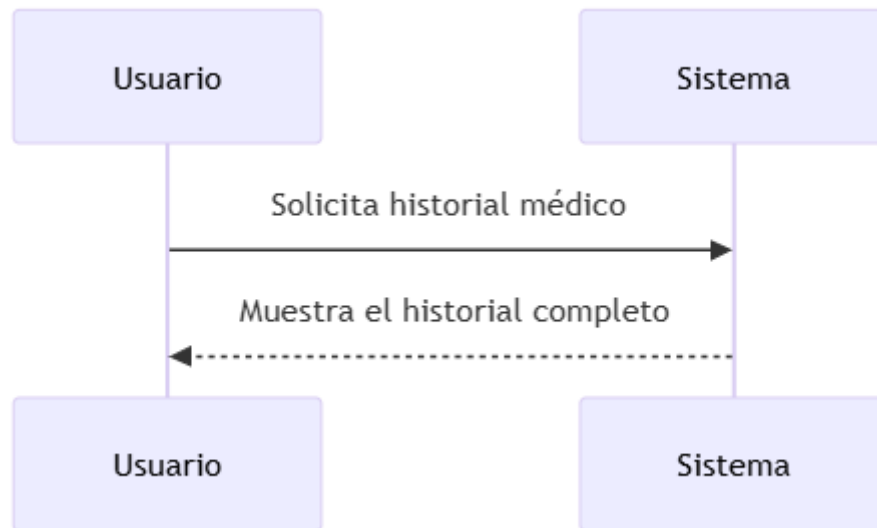 Usuario
Sistema
Solicita historial médico
Muestra el historial completo
Usuario
Sistema